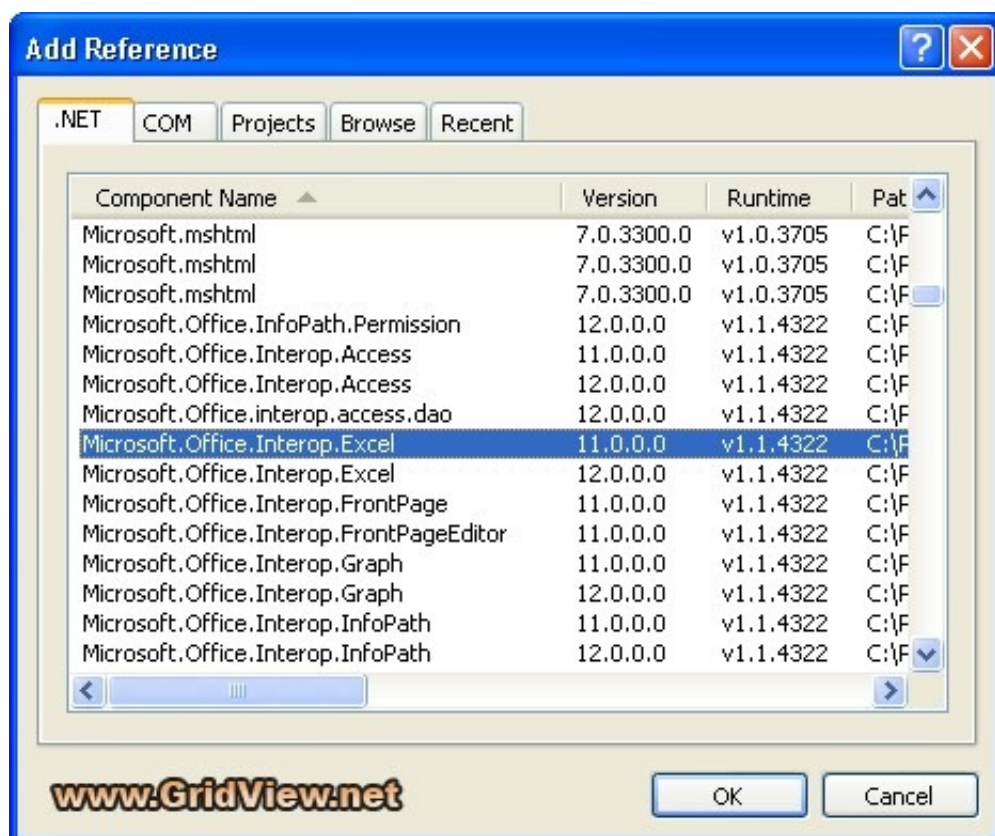 Add Reference
.NET COM Projects Browse Recent
Component Name Version Runtime Pat
Microsoft.mshtml 7.0.3300.0 v1.0.3705 C:\F
Microsoft.mshtml 7.0.3300.0 v1.0.3705 C:\F
Microsoft.mshtml 7.0.3300.0 v1.0.3705 C:\F
Microsoft.Office.InfoPath.Permission 12.0.0.0 v1.1.4322 C:\F
Microsoft.Office.Interop.Access 11.0.0.0 v1.1.4322 C:\F
Microsoft.Office.Interop.Access 12.0.0.0 v1.1.4322 C:\F
Microsoft.Office.interop.access.dao 12.0.0.0 v1.1.4322 C:\F
Microsoft.Office.Interop.Excel 11.0.0.0 v1.1.4322 C:\F
Microsoft.Office.Interop.Excel 12.0.0.0 v1.1.4322 C:\F
Microsoft.Office.Interop.FrontPage 11.0.0.0 v1.1.4322 C:\F
Microsoft.Office.Interop.FrontPageEditor 11.0.0.0 v1.1.4322 C:\F
Microsoft.Office.Interop.Graph 11.0.0.0 v1.1.4322 C:\F
Microsoft.Office.Interop.Graph 12.0.0.0 v1.1.4322 C:\F
Microsoft.Office.Interop.InfoPath 11.0.0.0 v1.1.4322 C:\F
Microsoft.Office.Interop.InfoPath 12.0.0.0 v1.1.4322 C:\F
www.GridView.net OK Cancel